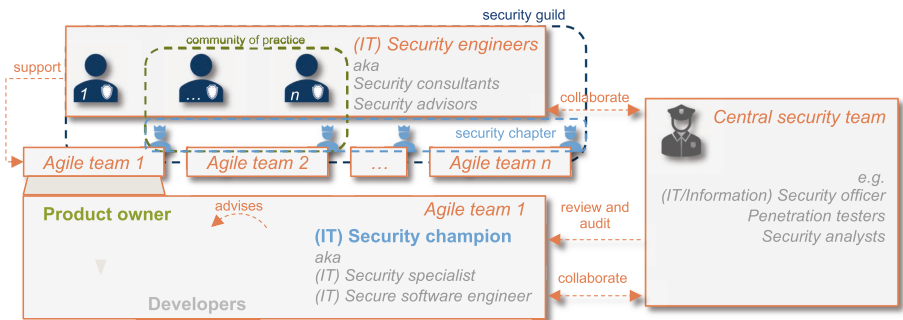 security guild
community of practice
(IT) Security engineers
aka
Security consultants
Security advisors
support
1
...
n
collaborate
security chapter
Agile team 1
Agile team 2
...
Agile team n
Central security team
e.g.
(IT/Information) Security officer
Penetration testers
Security analysts
Product owner
advises
Agile team 1
(IT) Security champion
aka
(IT) Security specialist
(IT) Secure software engineer
Developers
review and
audit
collaborate